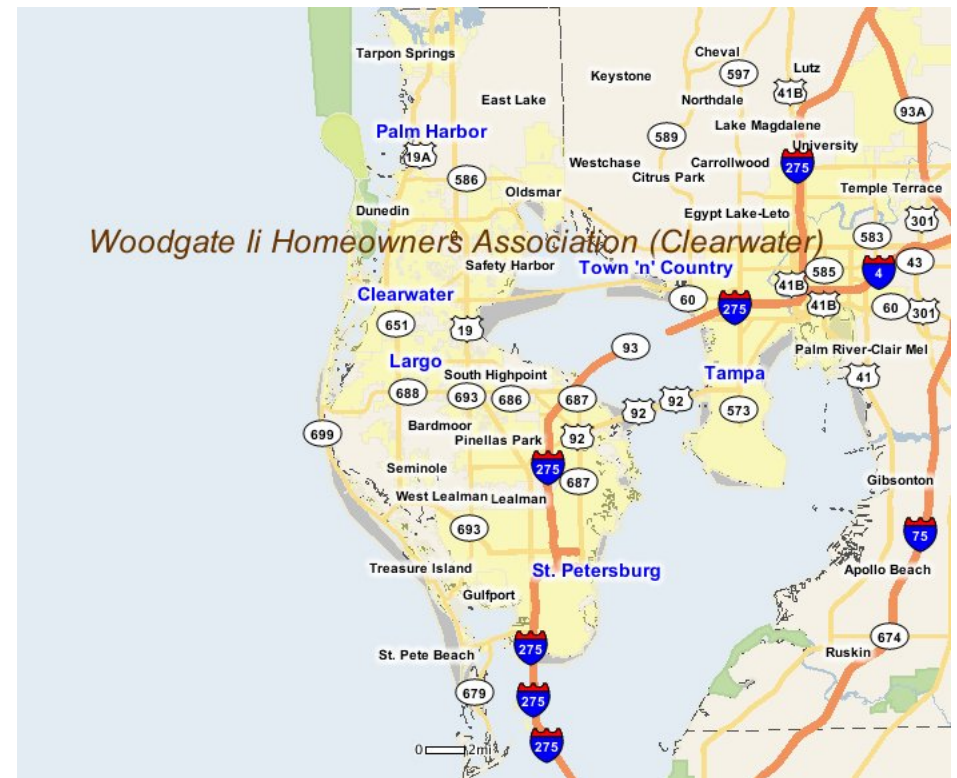 Tarpon Springs
Cheval
Lutz
Keystone
597
41B
East Lake
Northdale
93A
Palm Harbor
Lake Magdalene
589
University
19A
Westchase
Carrollwood
275
586
Citrus Park
Oldsmar
Temple Terrace
Dunedin
Egypt Lake-Leto
301
583
Woodgate Ii Homeowners Association (Clearwater)
Safety Harbor
Town 'n' Country
585
4
43
41B
Clearwater
60
275
41B
60
301
651
19
93
Palm River-Clair Mel
Largo
South Highpoint
Tampa
41
688
693
686
687
92
92
573
Bardmoor
699
Pinellas Park
92
Seminole
275
687
Gibsonton
West Lealman
Lealman
693
75
Treasure Island
St. Petersburg
Apollo Beach
Gulfport
674
St. Pete Beach
275
Ruskin
679
275
0 2mi
275